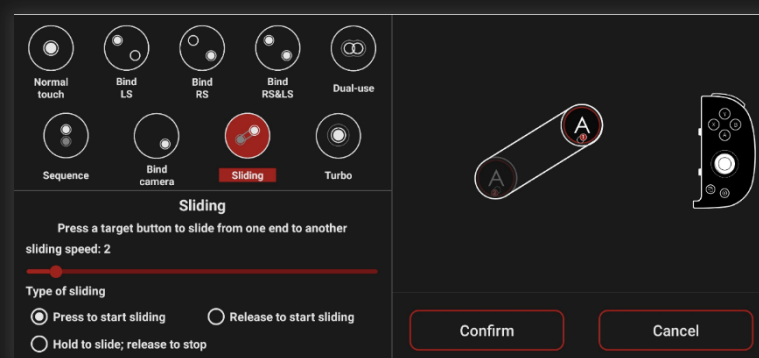 Normal touch
Bind LS
Bind RS
Bind RS&LS
Dual-use
Sequence
Bind camera
Sliding
Turbo
Sliding
Press a target button to slide from one end to another
sliding speed: 2
Type of sliding
Press to start sliding
Release to start sliding
Hold to slide; release to stop
A
A
Confirm
Cancel